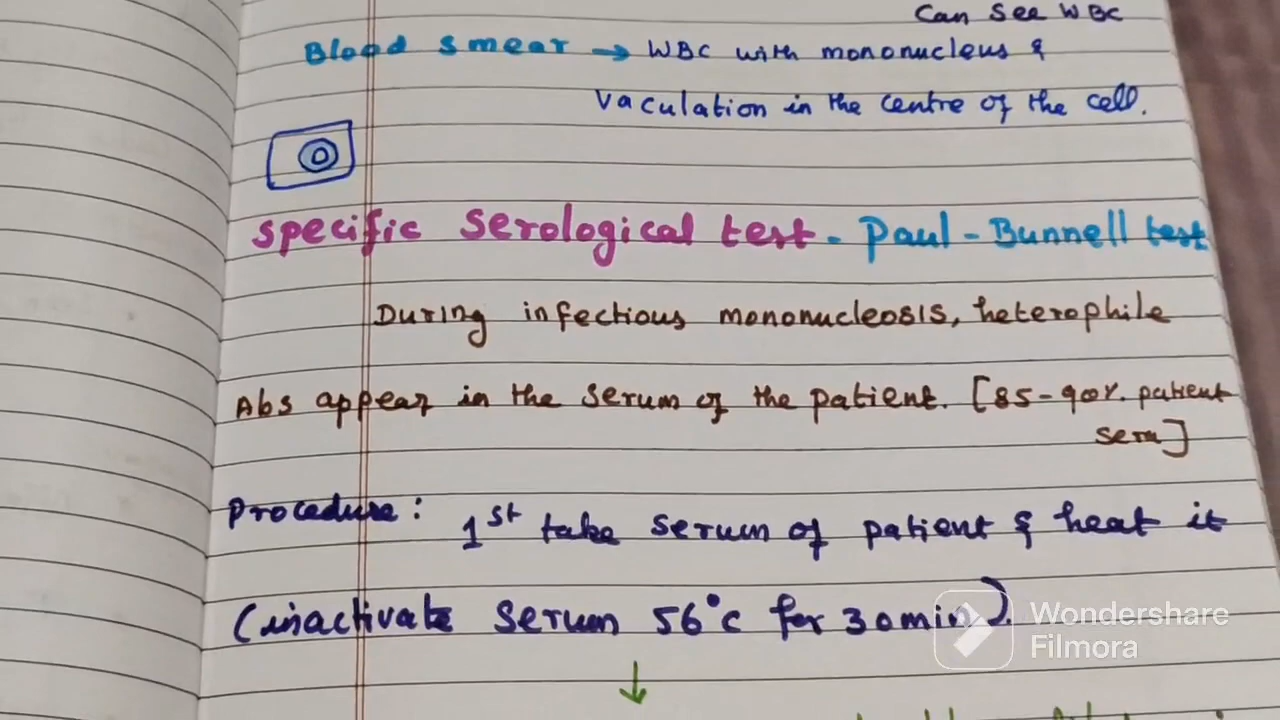 Can See WBC
Blood smear → WBC with mononucleus &
Vaculation in the centre of the cell.
Specific Serological test - Paul-Bunnell test
During infectious mononucleosis, heterophile
Abs appear in the serum of the patient. [85-90% patient
sera]
Procedure: 1st take serum of patient & heat it
(inactivate serum 56°c for 30min).
Wondershare
Filmora